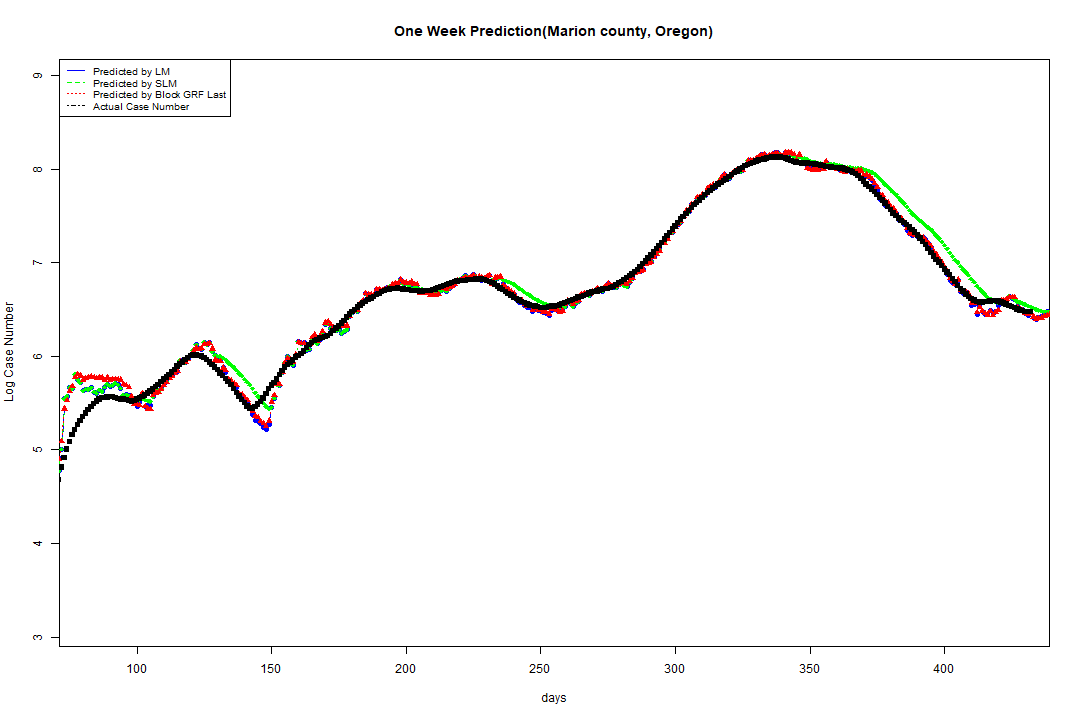 One Week Prediction(Marion county, Oregon)
Predicted by LM
Predicted by SLM
Predicted by Block GRF Last
Actual Case Number
Log Case Number
9
8
7
6
5
4
3
100 150 200 250 300 350 400
days